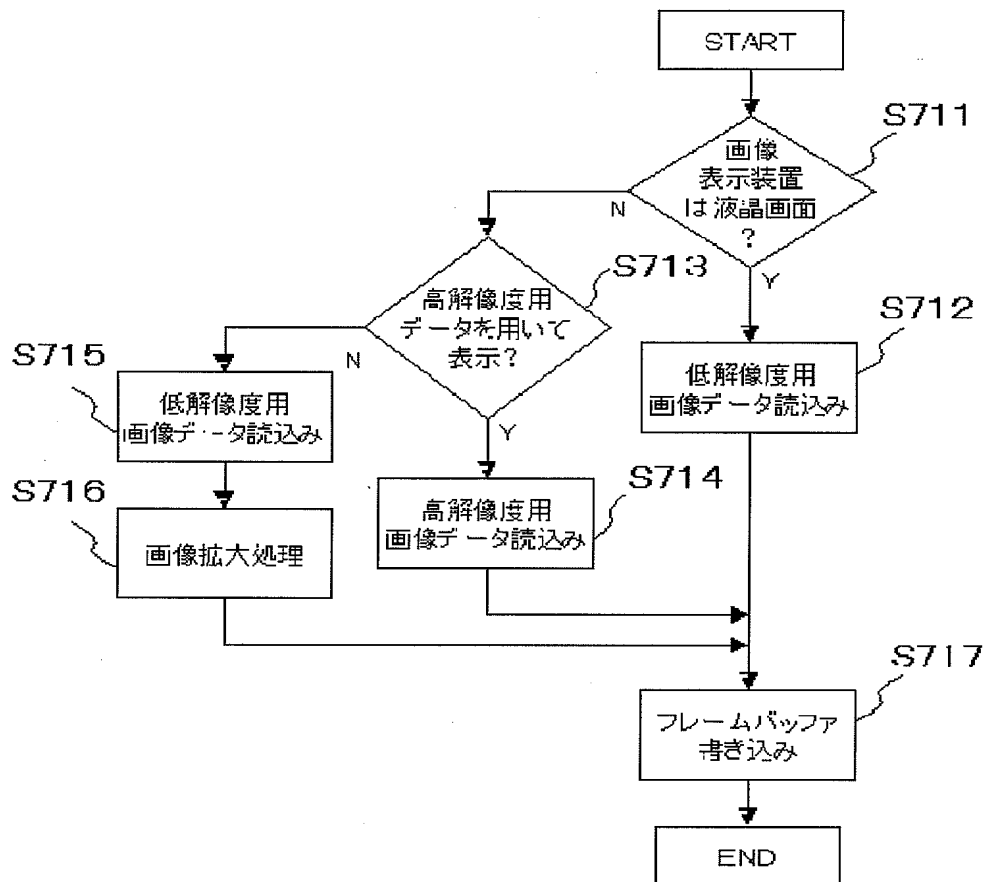 START
S711
画像
表示装置
は液晶画面
?
N
Y
S713
高解像度用
データを用いて
表示?
N
Y
S712
低解像度用
画像データ読込み
S715
低解像度用
画像データ読込み
S714
高解像度用
画像データ読込み
S716
画像拡大処理
S717
フレームバッファ
書き込み
END